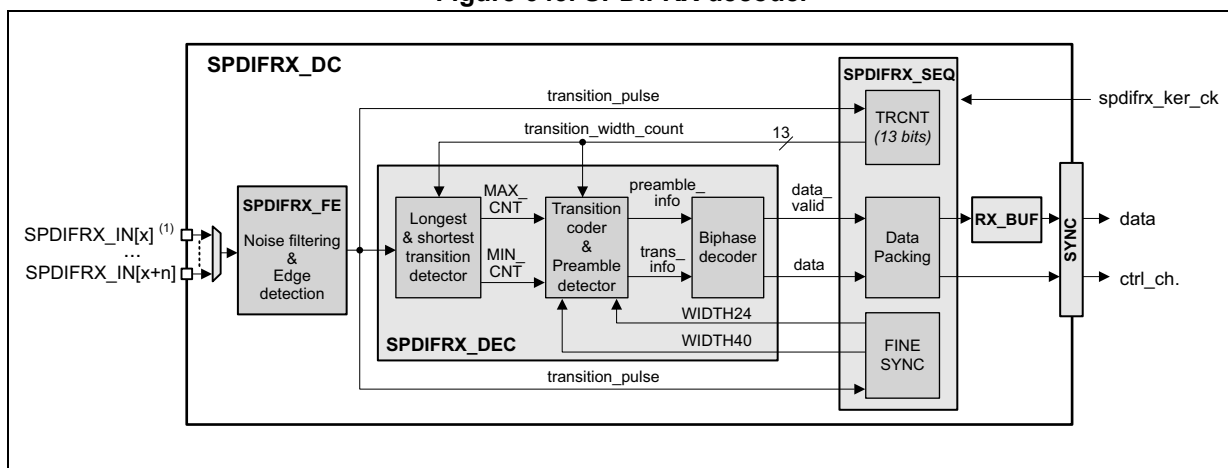 Figure SPDIFRX decoder
SPDIFRX_DC
SPDIFRX_SEQ
transition_pulse
spdifrx_ker_ck
TRCNT
(13 bits)
transition_width_count
13
SPDIFRX_FE
Noise filtering
&
Edge
detection
SPDIFRX_IN[x] (1)
...
SPDIFRX_IN[x+n]
Longest
& shortest
transition
detector
MAX_
CNT
MIN_
CNT
Transition
coder
&
Preamble
detector
preamble_
info
trans_
info
Biphase
decoder
data_
valid
data
Data
Packing
RX_BUF
SYNC
data
ctrl_ch.
WIDTH24
WIDTH40
SPDIFRX_DEC
FINE
SYNC
transition_pulse